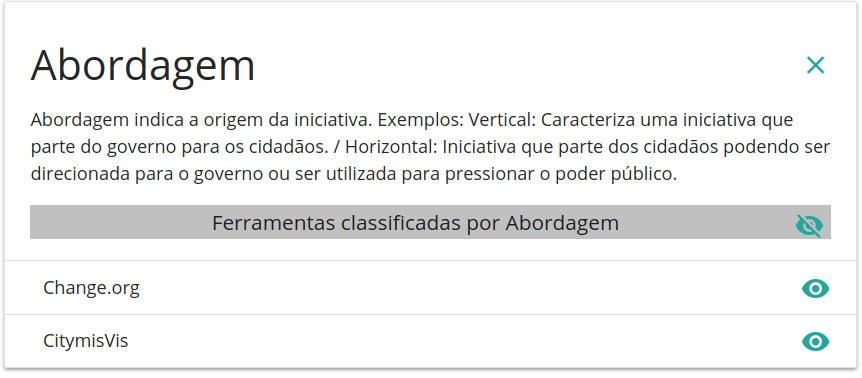 Abordagem
Abordagem indica a origem da iniciativa. Exemplos: Vertical: Caracteriza uma iniciativa que
parte do governo para os cidadãos. / Horizontal: Iniciativa que parte dos cidadãos podendo ser
direcionada para o governo ou ser utilizada para pressionar o poder público.
Ferramentas classificadas por Abordagem
Change.org
CitymisVis